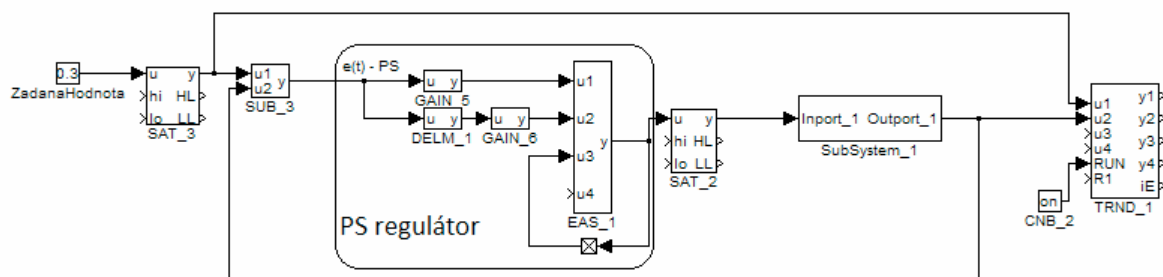 0.3
ZadanaHodnota
u y
hi HL
lo LL
SAT_3
u1
u2 y
SUB_3
e(t) - PS
u y
GAIN_5
u y
DELM_1
u y
GAIN_6
u1
u2
u3
u4
y
EAS_1
PS regulátor
u y
hi HL
lo LL
SAT_2
Inport_1 Outport_1
SubSystem_1
on
CNB_2
u1 y1
u2 y2
u3 y3
u4 y4
RUN
R1 iE
TRND_1